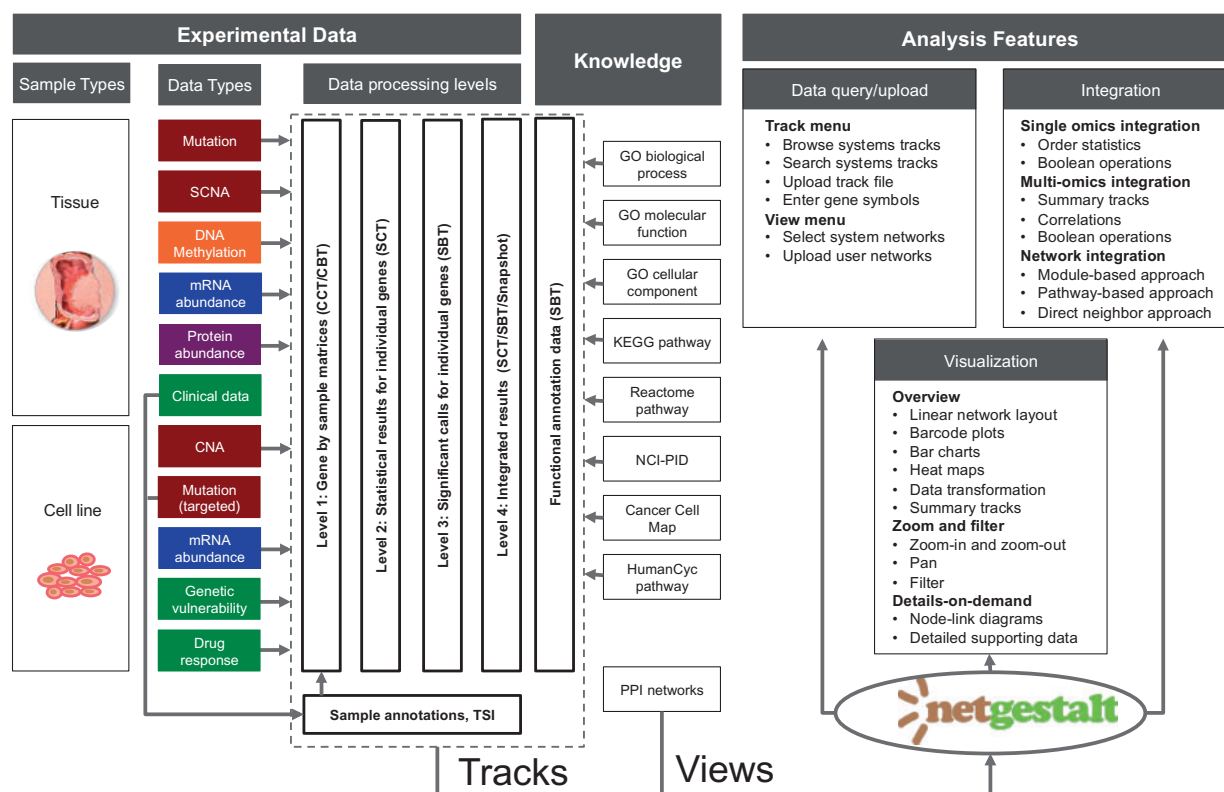 Experimental Data
Sample Types
Data Types
Data processing levels
Knowledge
Tissue
Cell line
Mutation
SCNA
DNA
Methylation
mRNA
abundance
Protein
abundance
Clinical data
CNA
Mutation
(targeted)
mRNA
abundance
Genetic
vulnerability
Drug
response
Level 1: Gene by sample matrices (CCT/CBT)
Level 2: Statistical results for individual genes (SCT)
Level 3: Significant calls for individual genes (SBT)
Level 4: Integrated results (SCT/SBT/Snapshot)
Functional annotation data (SBT)
Sample annotations, TSI
GO biological
process
GO molecular
function
GO cellular
component
KEGG pathway
Reactome
pathway
NCI-PID
Cancer Cell
Map
HumanCyc
pathway
PPI networks
Tracks
Views
Analysis Features
Data query/upload
Track menu
• Browse systems tracks
• Search systems tracks
• Upload track file
• Enter gene symbols
View menu
• Select system networks
• Upload user networks
Integration
Single omics integration
• Order statistics
• Boolean operations
Multi-omics integration
• Summary tracks
• Correlations
• Boolean operations
Network integration
• Module-based approach
• Pathway-based approach
• Direct neighbor approach
Visualization
Overview
• Linear network layout
• Barcode plots
• Bar charts
• Heat maps
• Data transformation
• Summary tracks
Zoom and filter
• Zoom-in and zoom-out
• Pan
• Filter
Details-on-demand
• Node-link diagrams
• Detailed supporting data
netgestalt